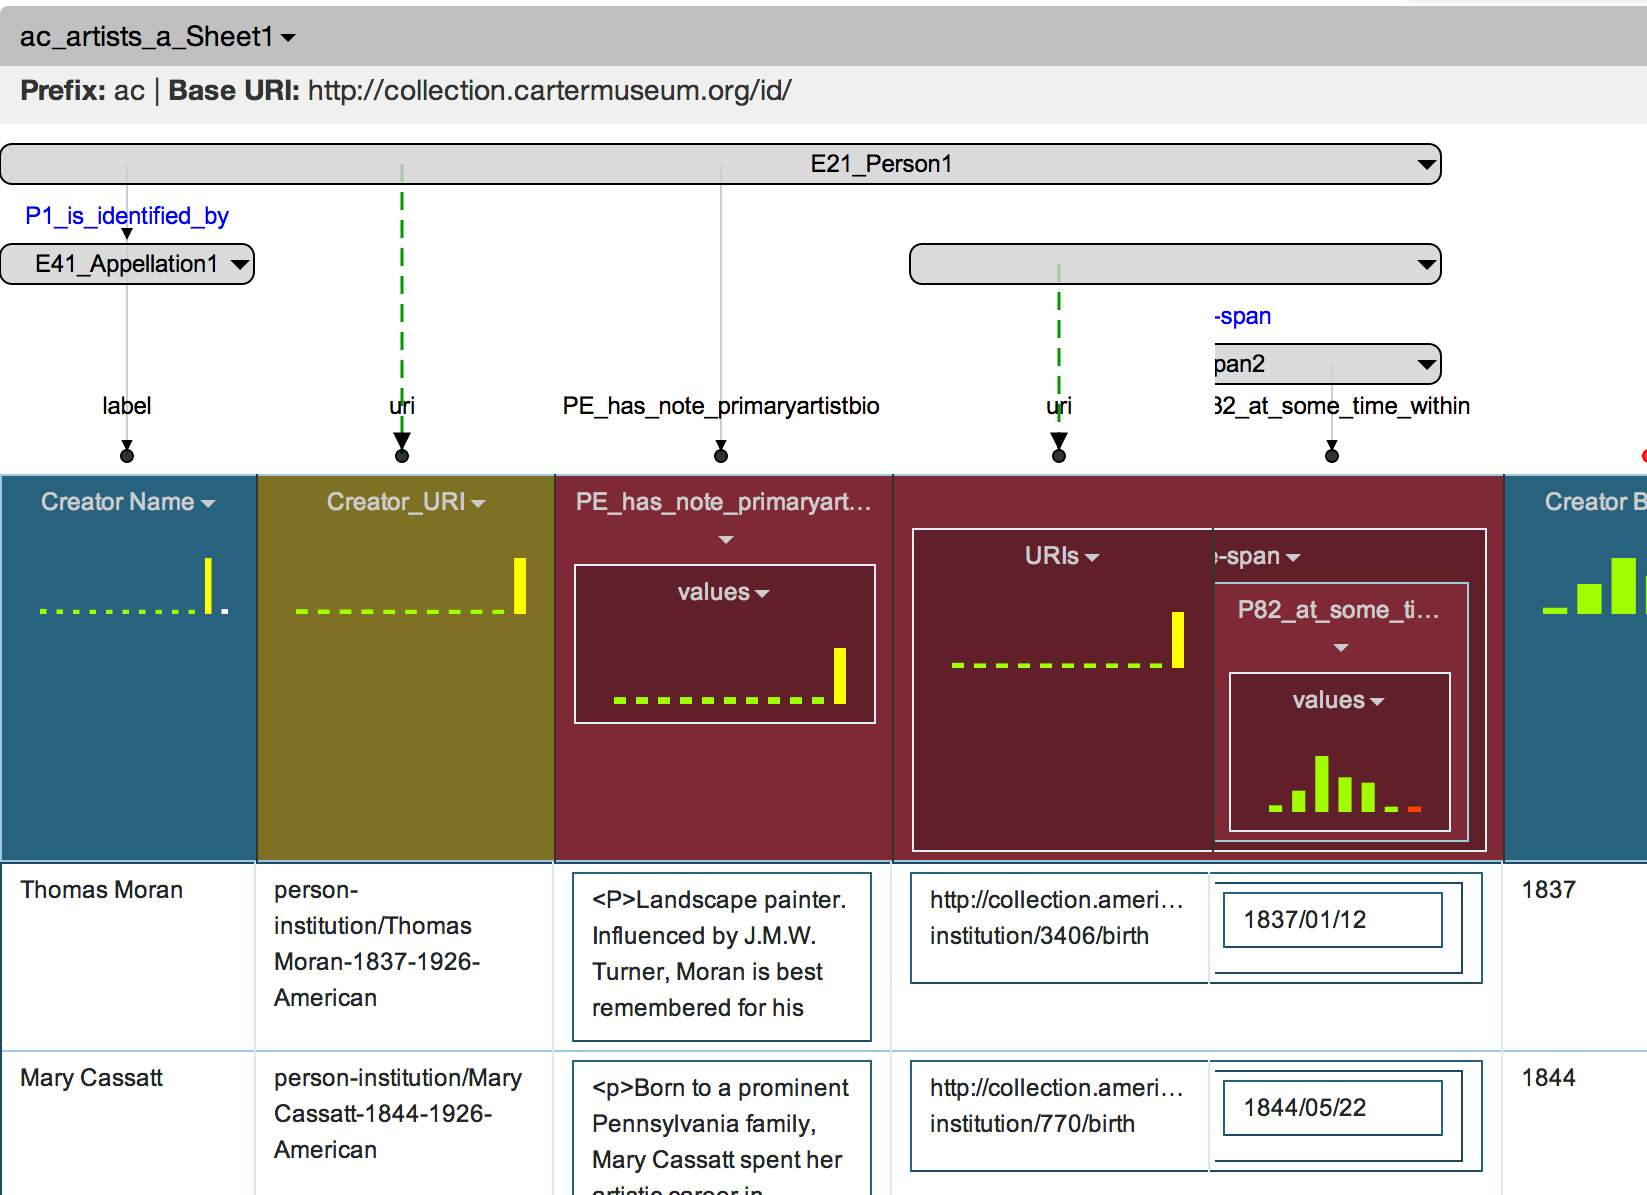 ac_artists_a_Sheet1
Prefix: ac | Base URI: http://collection.cartermuseum.org/id/
E21_Person1
P1_is_identified_by
E41_Appellation1
-span
pan2
label
uri
PE_has_note_primaryartistbio
uri
82_at_some_time_within
Creator Name
Creator_URI
PE_has_note_primaryart...
values
URIs
e-span
P82_at_some_ti...
values
Creator B
Thomas Moran
person-
institution/Thomas
Moran-1837-1926-
American
<P>Landscape painter.
Influenced by J.M.W.
Turner, Moran is best
remembered for his
http://collection.ameri...
institution/3406/birth
1837/01/12
1837
Mary Cassatt
person-institution/Mary
Cassatt-1844-1926-
American
<p>Born to a prominent
Pennsylvania family,
Mary Cassatt spent her
artistic career in
http://collection.ameri...
institution/770/birth
1844/05/22
1844